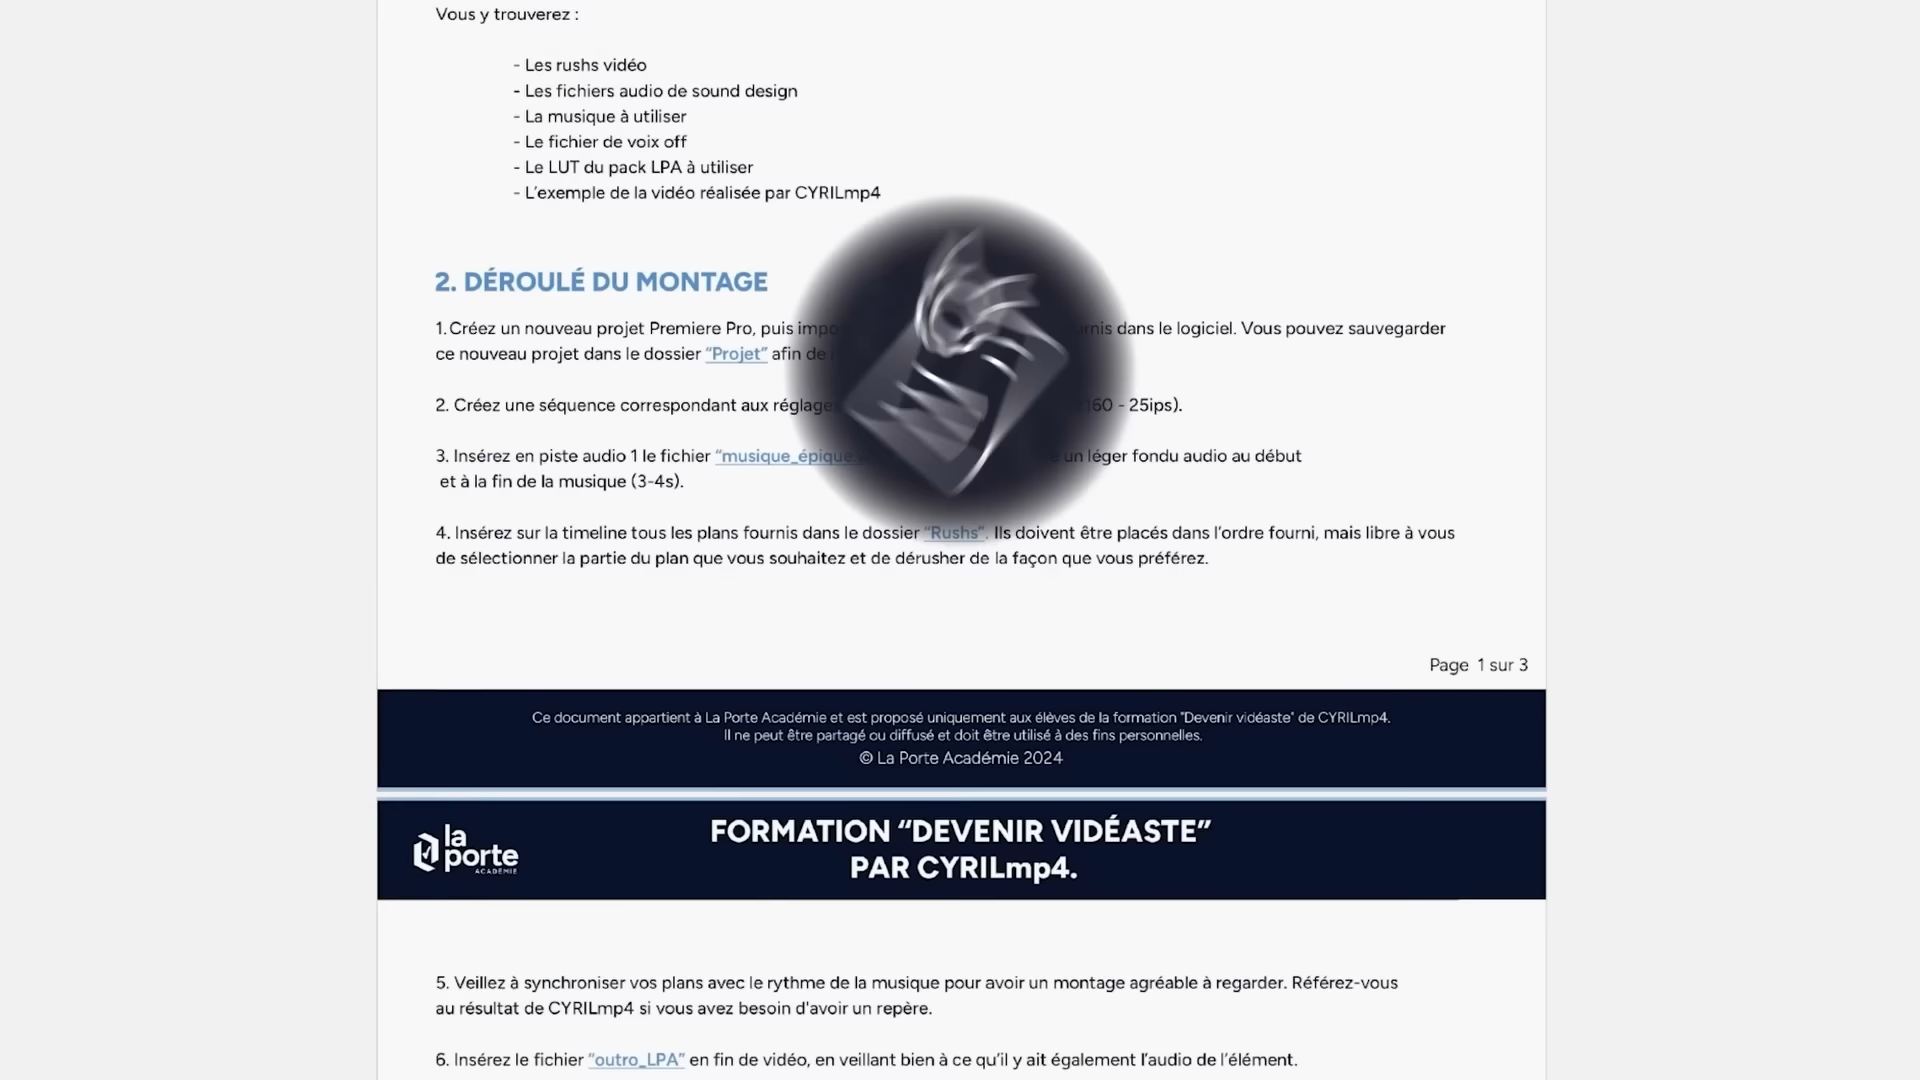 Vous y trouverez :
- Les rushs vidéo
- Les fichiers audio de sound design
- La musique à utiliser
- Le fichier de voix off
- Le LUT du pack LPA à utiliser
- L'exemple de la vidéo réalisée par CYRILmp4
2. DÉROULÉ DU MONTAGE
1. Créez un nouveau projet Premiere Pro, puis dans le logiciel. Vous pouvez sauvegarder
ce nouveau projet dans le dossier “Projet” afin de
2. Créez une séquence correspondant aux - 25ips).
3. Insérez en piste audio 1 le fichier un léger fondu audio au début
et à la fin de la musique (3-4s).
4. Insérez sur la timeline tous les plans fournis dans le dossier “Rushs”. Ils doivent être placés dans l'ordre fourni, mais libre à vous
de sélectionner la partie du plan que vous souhaitez et de dérusher de la façon que vous préférez.
Page 1 sur 3
Ce document appartient à La Porte Académie et est proposé uniquement aux élèves de la formation "Devenir vidéaste" de CYRILmp4.
Il ne peut être partagé ou diffusé et doit être utilisé à des fins personnelles.
© La Porte Académie 2024
la porte
ACADÉMIE
FORMATION “DEVENIR VIDÉASTE”
PAR CYRILmp4.
5. Veillez à synchroniser vos plans avec le rythme de la musique pour avoir un montage agréable à regarder. Référez-vous
au résultat de CYRILmp4 si vous avez besoin d'avoir un repère.
6. Insérez le fichier “outro_LPA” en fin de vidéo, en veillant bien à ce qu'il y ait également l'audio de l'élément.